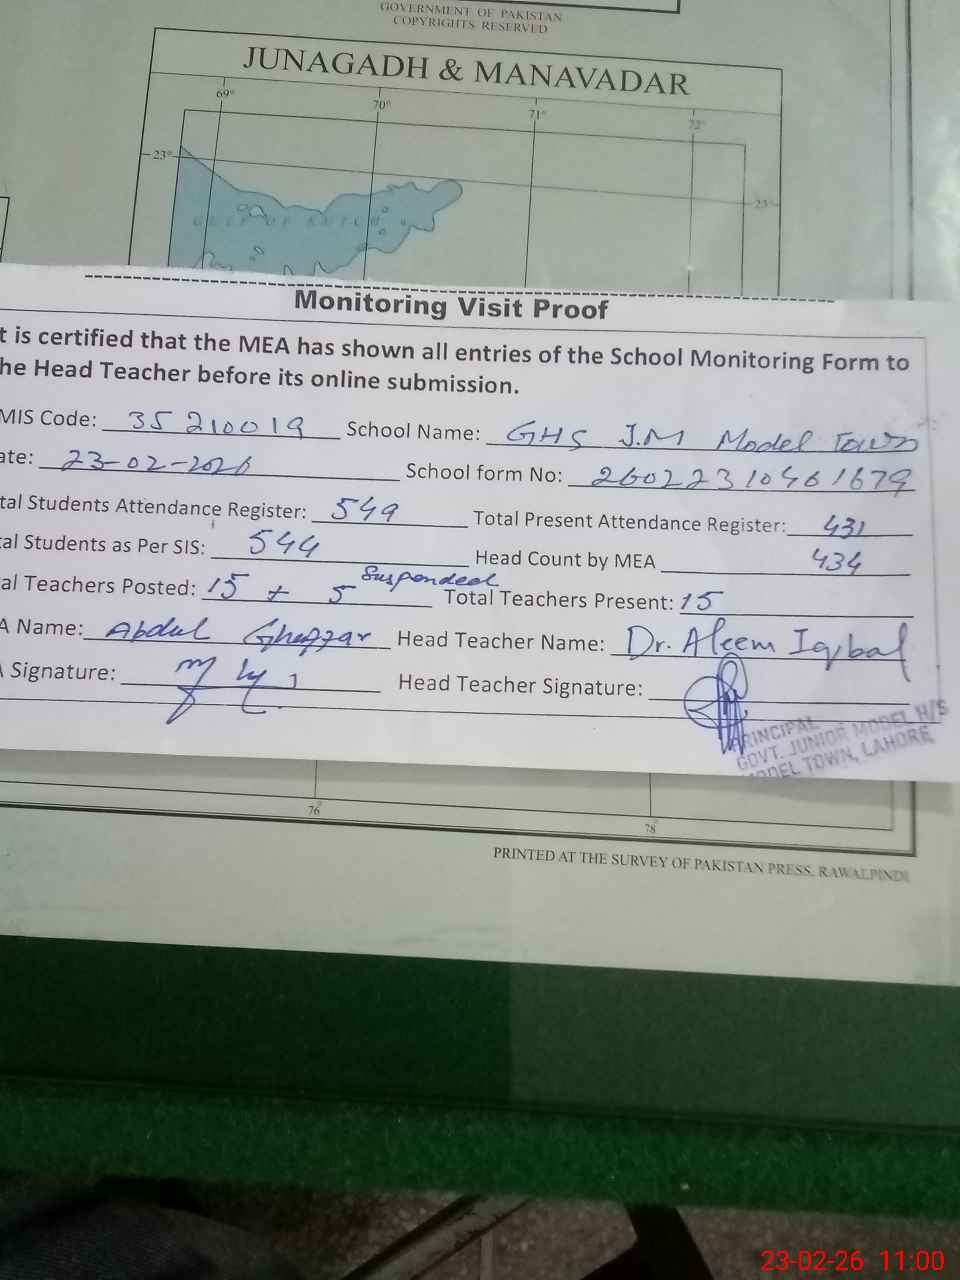 GOVERNMENT OF PAKISTAN
COPYRIGHTS RESERVED
JUNAGADH & MANAVADAR
69° 70° 71° 72°
23° 23°
GULF OF KUTCH
Monitoring Visit Proof
t is certified that the MEA has shown all entries of the School Monitoring Form to
he Head Teacher before its online submission.
MIS Code: 35210019 School Name: GHS J.M Model Town
ate: 23-02-2026 School form No: 26022310461679
tal Students Attendance Register: 549 Total Present Attendance Register: 431
tal Students as Per SIS: 544 Head Count by MEA 434
al Teachers Posted: 15 + 5 Suspended Total Teachers Present: 15
A Name: Abdul Ghaffar Head Teacher Name: Dr. Aleem Iqbal
A Signature: Head Teacher Signature:
PRINCIPAL
GOVT. JUNIOR MODEL H/S
MODEL TOWN, LAHORE
76° 78°
PRINTED AT THE SURVEY OF PAKISTAN PRESS, RAWALPINDI
23-02-26 11:00